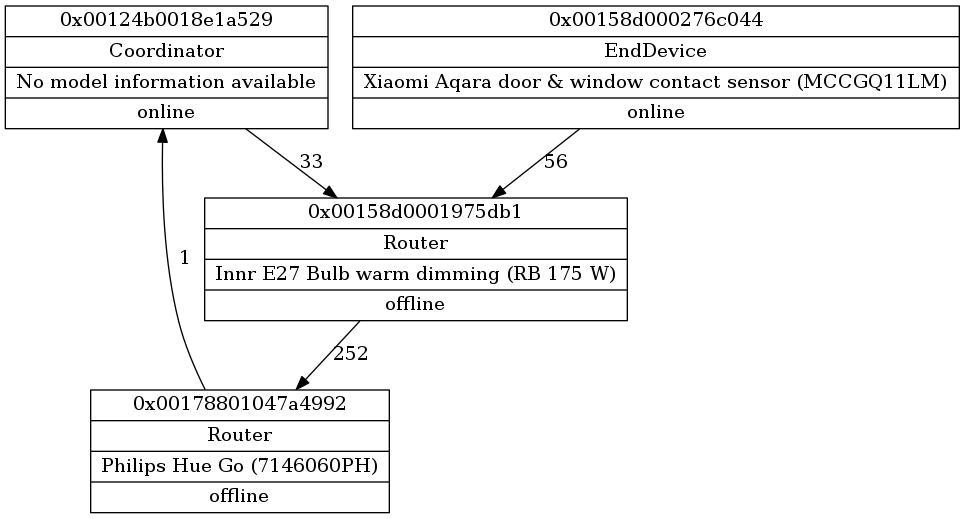 0x00124b0018e1a529
Coordinator
No model information available
online
0x00158d000276c044
EndDevice
Xiaomi Aqara door & window contact sensor (MCCGQ11LM)
online
33
56
0x00158d0001975db1
Router
Innr E27 Bulb warm dimming (RB 175 W)
offline
1
252
0x00178801047a4992
Router
Philips Hue Go (7146060PH)
offline